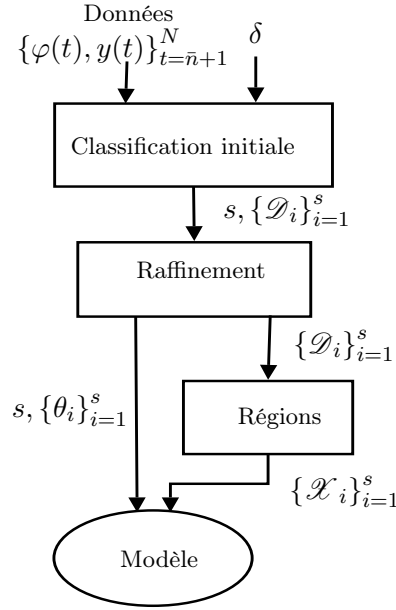 Données
{φ(t), y(t)}_{t=n̄+1}^{N} δ
Classification initiale
s, {𝒟_i}_{i=1}^{s}
Raffinement
{𝒟_i}_{i=1}^{s}
s, {θ_i}_{i=1}^{s}
Régions
{𝒳_i}_{i=1}^{s}
Modèle